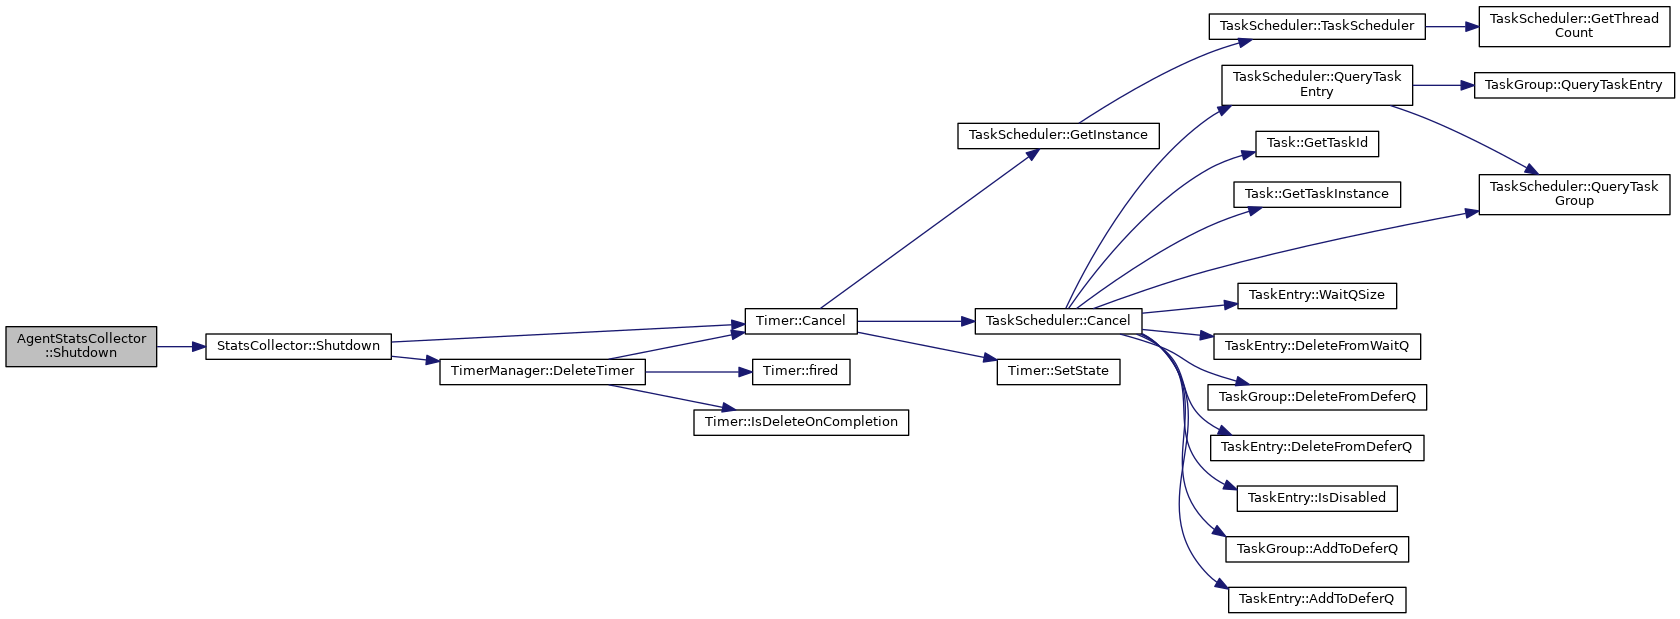 AgentStatsCollector
::Shutdown
StatsCollector::Shutdown
TimerManager::DeleteTimer
Timer::Cancel
Timer::fired
Timer::IsDeleteOnCompletion
TaskScheduler::GetInstance
TaskScheduler::Cancel
Timer::SetState
TaskScheduler::TaskScheduler
TaskScheduler::QueryTask
Entry
Task::GetTaskId
Task::GetTaskInstance
TaskEntry::WaitQSize
TaskEntry::DeleteFromWaitQ
TaskGroup::DeleteFromDeferQ
TaskEntry::DeleteFromDeferQ
TaskEntry::IsDisabled
TaskGroup::AddToDeferQ
TaskEntry::AddToDeferQ
TaskScheduler::GetThread
Count
TaskGroup::QueryTaskEntry
TaskScheduler::QueryTask
Group